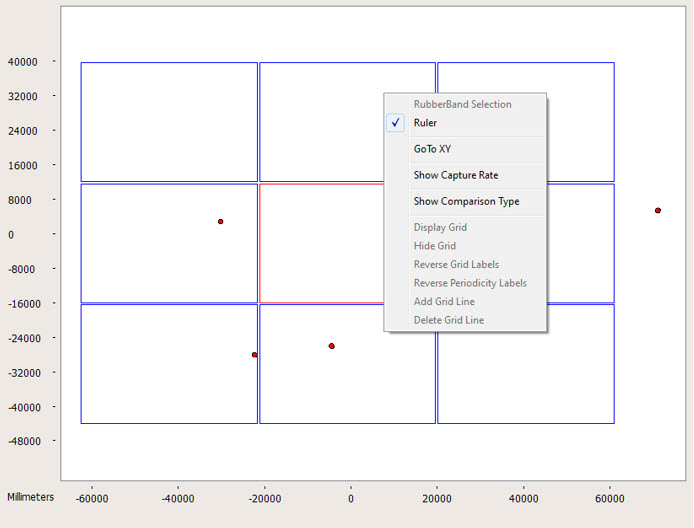 40000
32000
24000
16000
8000
0
-8000
-16000
-24000
-32000
-40000
-48000
RubberBand Selection
Ruler
GoTo XY
Show Capture Rate
Show Comparison Type
Display Grid
Hide Grid
Reverse Grid Labels
Reverse Periodicity Labels
Add Grid Line
Delete Grid Line
Millimeters -60000 -40000 -20000 0 20000 40000 60000